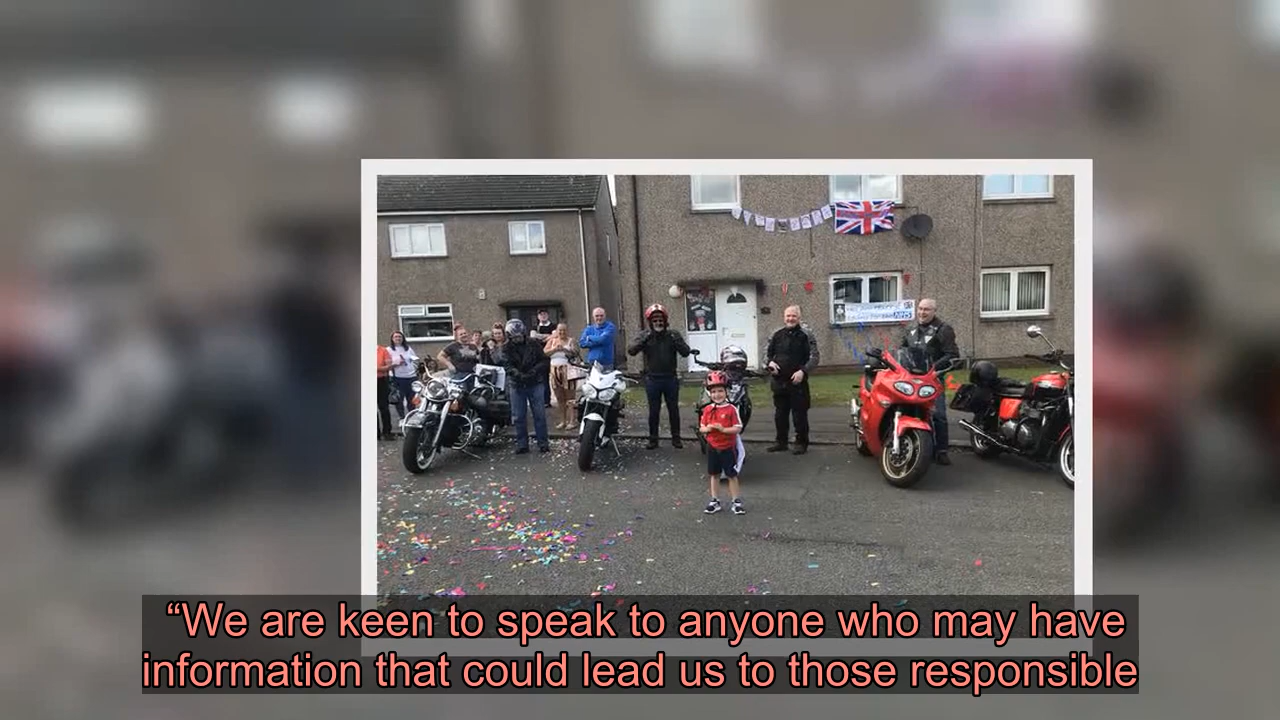 “We are keen to speak to anyone who may have
information that could lead us to those responsible